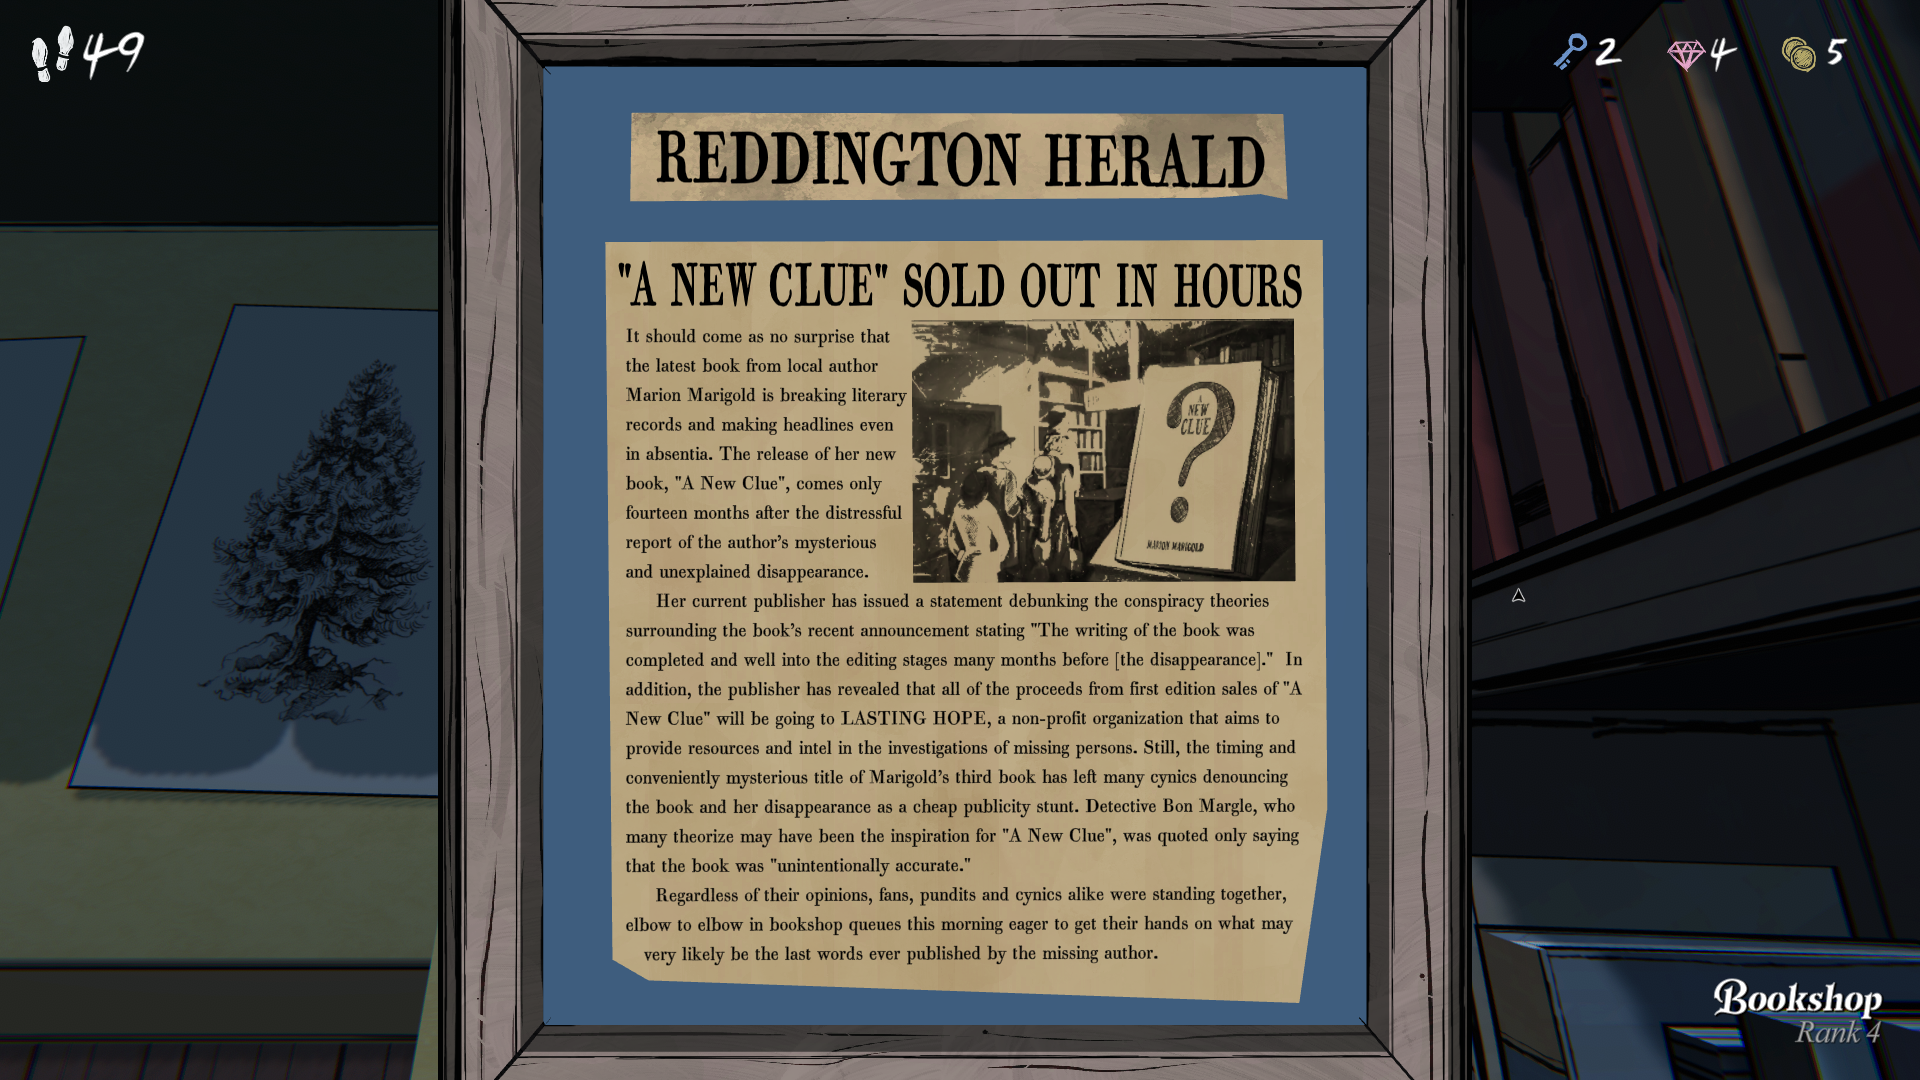 49
2 4 5
REDDINGTON HERALD
"A NEW CLUE" SOLD OUT IN HOURS
It should come as no surprise that
the latest book from local author
Marion Marigold is breaking literary
records and making headlines even
in absentia. The release of her new
book, "A New Clue", comes only
fourteen months after the distressful
report of the author's mysterious
and unexplained disappearance.
A
NEW
CLUE
MARION MARIGOLD
Her current publisher has issued a statement debunking the conspiracy theories
surrounding the book's recent announcement stating "The writing of the book was
completed and well into the editing stages many months before [the disappearance]." In
addition, the publisher has revealed that all of the proceeds from first edition sales of "A
New Clue" will be going to LASTING HOPE, a non-profit organization that aims to
provide resources and intel in the investigations of missing persons. Still, the timing and
conveniently mysterious title of Marigold's third book has left many cynics denouncing
the book and her disappearance as a cheap publicity stunt. Detective Bon Margle, who
many theorize may have been the inspiration for "A New Clue", was quoted only saying
that the book was "unintentionally accurate."
Regardless of their opinions, fans, pundits and cynics alike were standing together,
elbow to elbow in bookshop queues this morning eager to get their hands on what may
very likely be the last words ever published by the missing author.
Bookshop
Rank 4